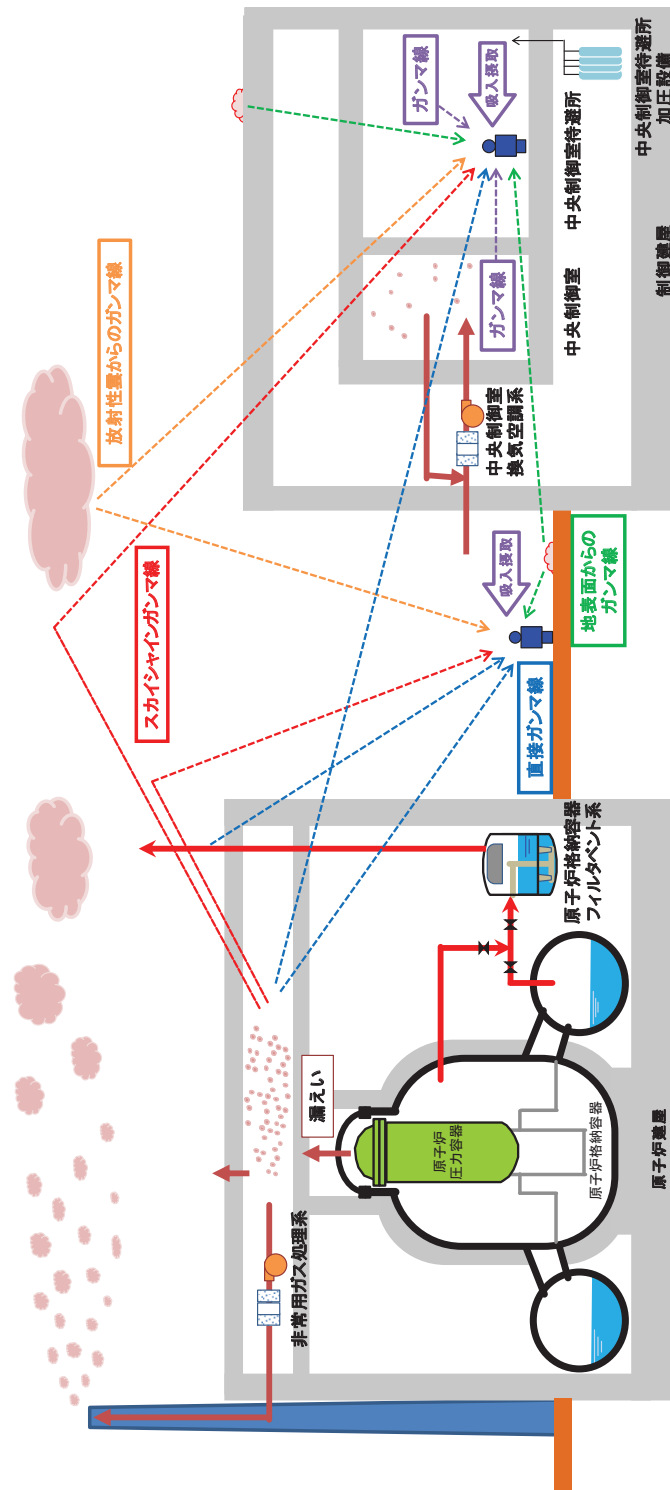 放射性雲からのガンマ線
スカイシャインガンマ線
ガンマ線
吸入摂取
ガンマ線
中央制御室待避所
中央制御室待避所
加圧設備
中央制御室
制御建屋
中央制御室
換気空調系
吸入摂取
地表面からの
ガンマ線
直接ガンマ線
原子炉格納容器
フィルタベント系
漏えい
原子炉
圧力容器
原子炉格納容器
原子炉建屋
非常用ガス処理系